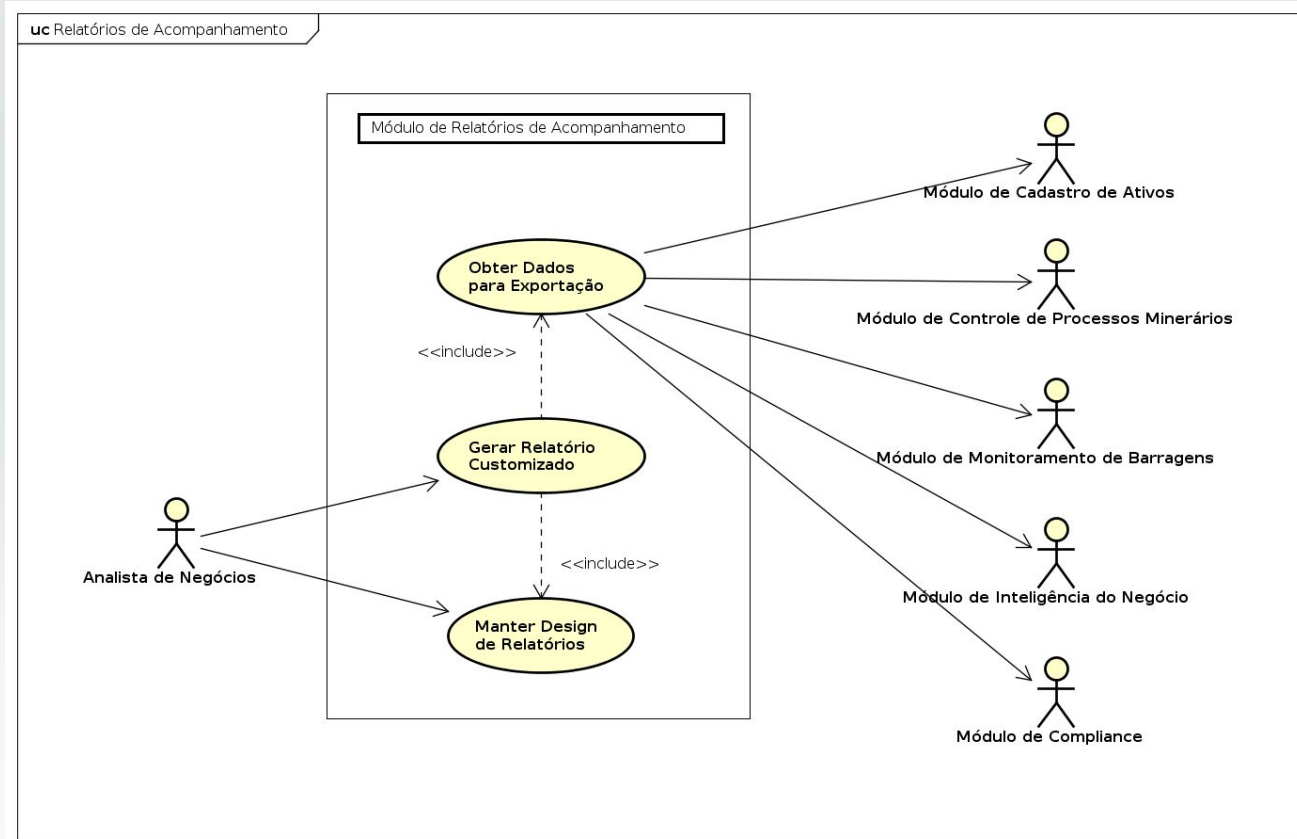 uc Relatórios de Acompanhamento
Módulo de Relatórios de Acompanhamento
Módulo de Cadastro de Ativos
Obter Dados
para Exportação
Módulo de Controle de Processos Minerários
<<include>>
Gerar Relatório
Customizado
Módulo de Monitoramento de Barragens
<<include>>
Analista de Negócios
Módulo de Inteligência do Negócio
Manter Design
de Relatórios
Módulo de Compliance